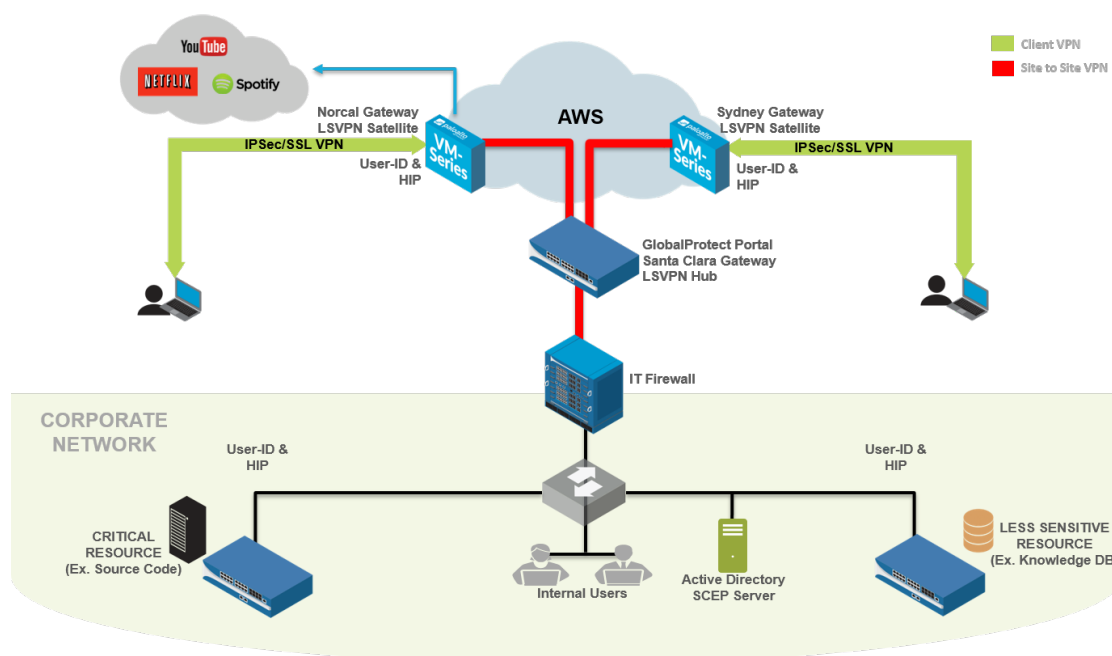 YouTube
NETFLIX
Spotify
Client VPN
Site to Site VPN
Norcal Gateway
LSVPN Satellite
AWS
Sydney Gateway
LSVPN Satellite
paloalto
VM-
Series
paloalto
VM-
Series
IPSec/SSL VPN
IPSec/SSL VPN
User-ID &
HIP
User-ID &
HIP
GlobalProtect Portal
Santa Clara Gateway
LSVPN Hub
IT Firewall
CORPORATE
NETWORK
User-ID &
HIP
User-ID &
HIP
CRITICAL
RESOURCE
(Ex. Source Code)
Internal Users
Active Directory
SCEP Server
LESS SENSITIVE
RESOURCE
(Ex. Knowledge DB